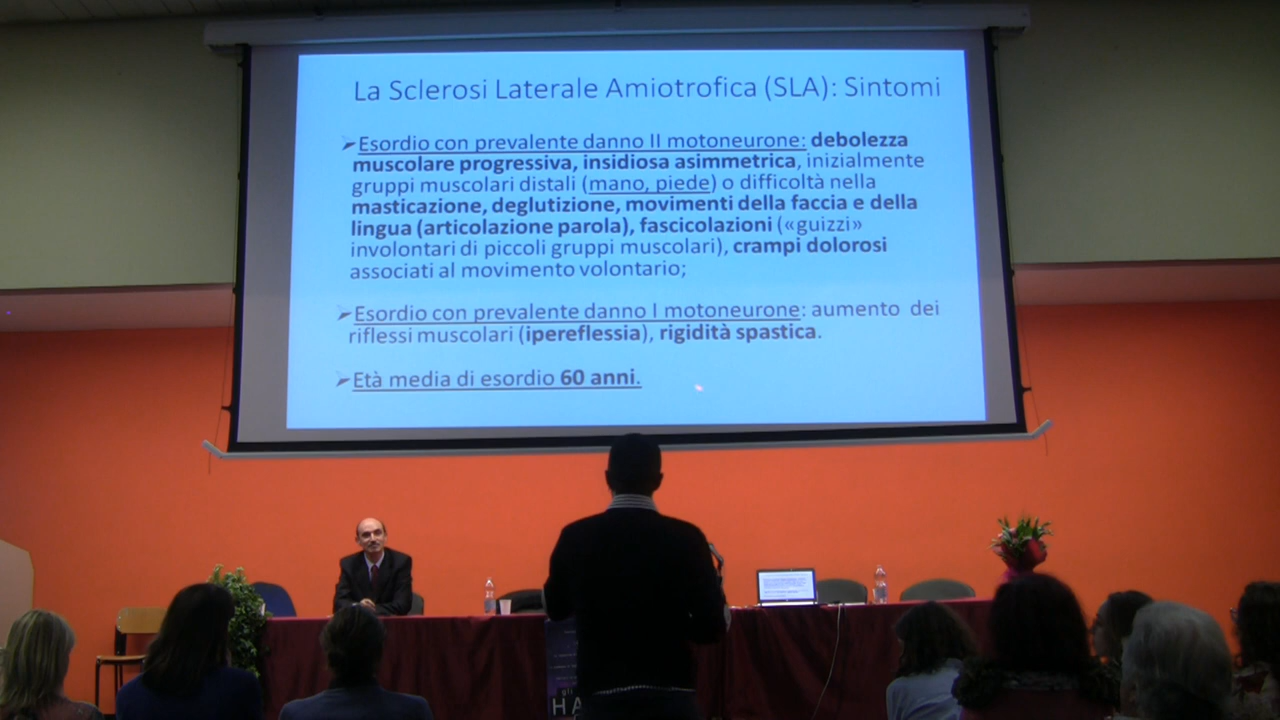 La Sclerosi Laterale Amiotrofica (SLA): Sintomi
➢Esordio con prevalente danno II motoneurone: debolezza
muscolare progressiva, insidiosa asimmetrica, inizialmente
gruppi muscolari distali (mano, piede) o difficoltà nella
masticazione, deglutizione, movimenti della faccia e della
lingua (articolazione parola), fascicolazioni («guizzi»
involontari di piccoli gruppi muscolari), crampi dolorosi
associati al movimento volontario;
➢Esordio con prevalente danno I motoneurone: aumento dei
riflessi muscolari (ipereflessia), rigidità spastica.
➢Età media di esordio 60 anni.
gli
HA